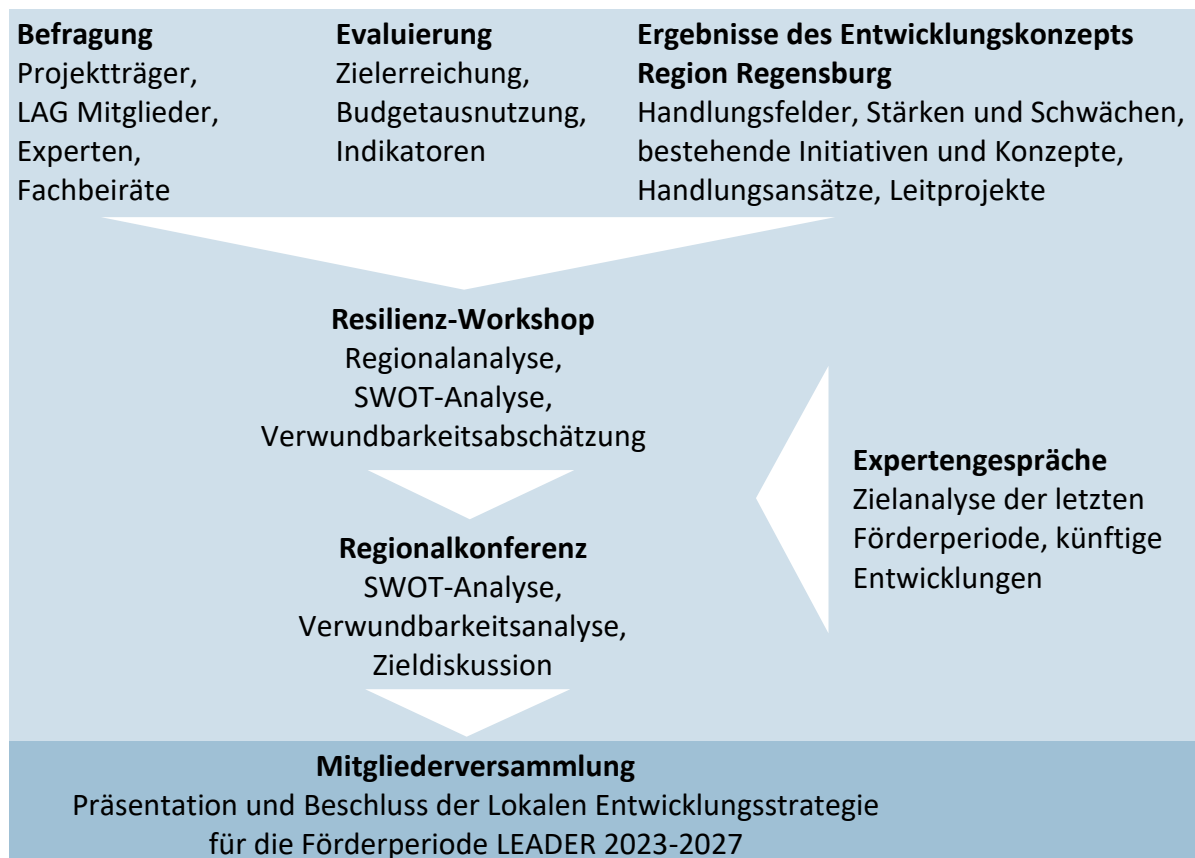 Befragung
Projektträger,
LAG Mitglieder,
Experten,
Fachbeiräte
Evaluierung
Zielerreichung,
Budgetausnutzung,
Indikatoren
Ergebnisse des Entwicklungskonzepts
Region Regensburg
Handlungsfelder, Stärken und Schwächen,
bestehende Initiativen und Konzepte,
Handlungsansätze, Leitprojekte
Resilienz-Workshop
Regionalanalyse,
SWOT-Analyse,
Verwundbarkeitsabschätzung
Expertengespräche
Zielanalyse der letzten
Förderperiode, künftige
Entwicklungen
Regionalkonferenz
SWOT-Analyse,
Verwundbarkeitsanalyse,
Zieldiskussion
Mitgliederversammlung
Präsentation und Beschluss der Lokalen Entwicklungsstrategie
für die Förderperiode LEADER 2023-2027